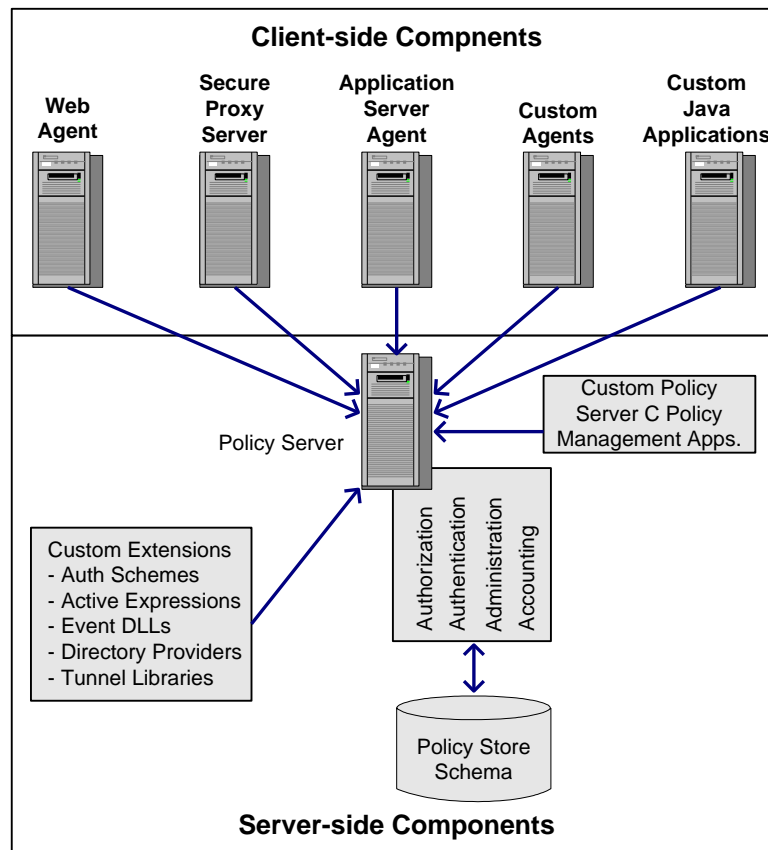 Client-side Compnents
Web
Agent
Secure
Proxy
Server
Application
Server
Agent
Custom
Agents
Custom
Java
Applications
Policy Server
Custom Policy
Server C Policy
Management Apps.
Authorization
Authentication
Administration
Accounting
Custom Extensions
- Auth Schemes
- Active Expressions
- Event DLLs
- Directory Providers
- Tunnel Libraries
Policy Store
Schema
Server-side Components